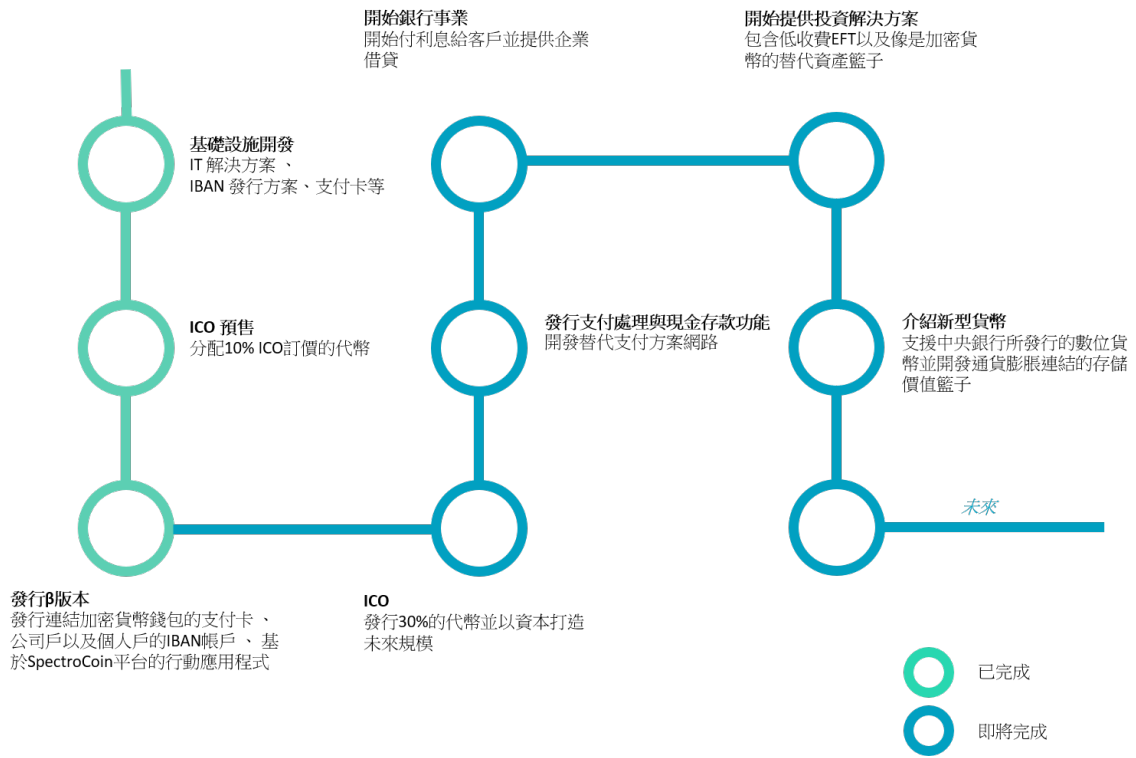 基礎設施開發
IT 解決方案 、
IBAN 發行方案、支付卡等
ICO 預售
分配10% ICO訂價的代幣
發行β版本
發行連結加密貨幣錢包的支付卡 、
公司戶以及個人戶的IBAN帳戶 、 基
於SpectroCoin平台的行動應用程式
ICO
發行30%的代幣並以資本打造
未來規模
發行支付處理與現金存款功能
開發替代支付方案網路
開始銀行事業
開始付利息給客戶並提供企業
借貸
開始提供投資解決方案
包含低收費EFT以及像是加密貨
幣的替代資產籃子
介紹新型貨幣
支援中央銀行所發行的數位貨
幣並開發通貨膨脹連結的存儲
價值籃子
未來
已完成
即將完成